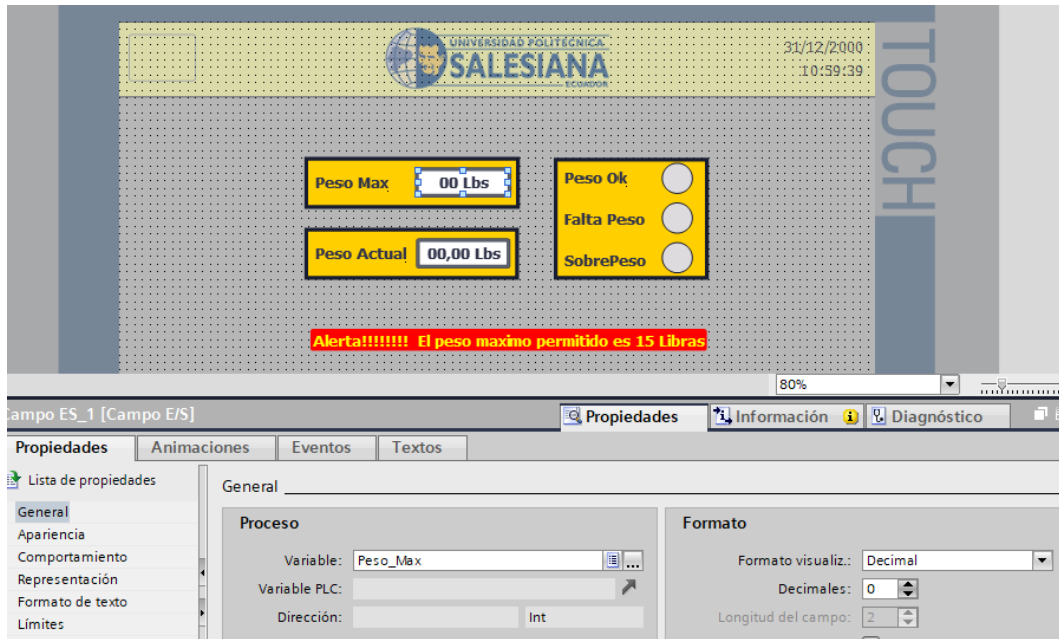 UNIVERSIDAD POLITÉCNICA
SALESIANA
ECUADOR
31/12/2000
10:59:39
TOUCH
Peso Max 00 Lbs
Peso Actual 00,00 Lbs
Peso Ok
Falta Peso
SobrePeso
Alerta!!!!!!!! El peso maximo permitido es 15 Libras
80%
Campo ES_1 [Campo E/S]
Propiedades Información Diagnóstico
Propiedades Animaciones Eventos Textos
Lista de propiedades
General
Apariencia
Comportamiento
Representación
Formato de texto
Límites
General
Proceso
Variable: Peso_Max ...
Variable PLC:
Dirección: Int
Formato
Formato visualiz.: Decimal
Decimales: 0
Longitud del campo: 2